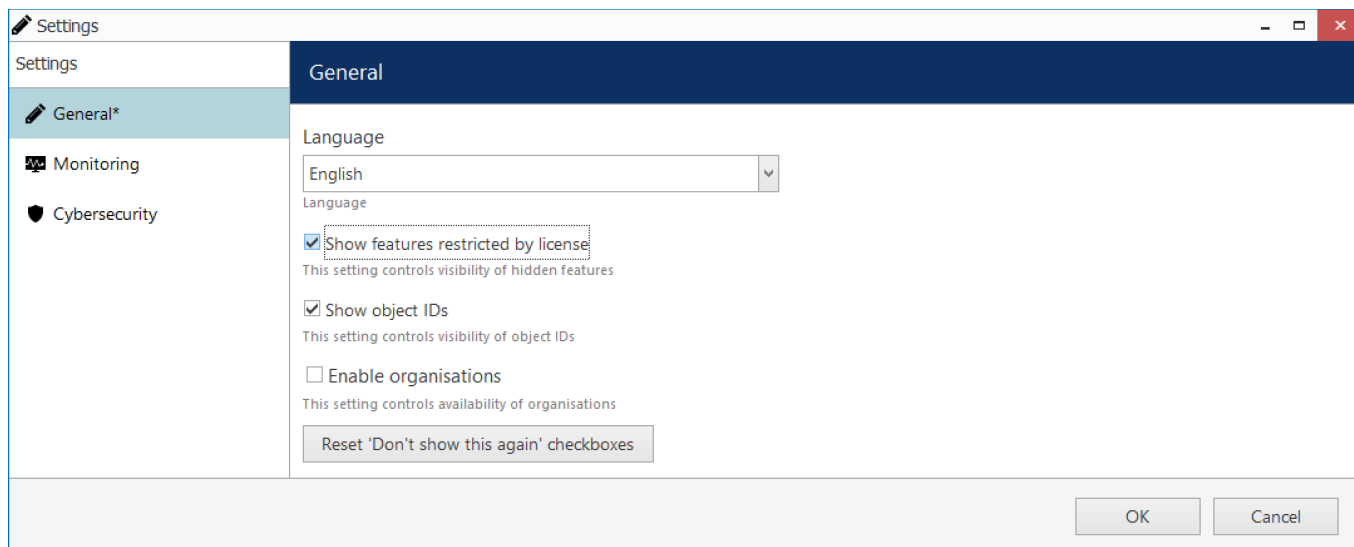 Settings
Settings
General
General*
Monitoring
Cybersecurity
Language
English
Language
Show features restricted by license
This setting controls visibility of hidden features
Show object IDs
This setting controls visibility of object IDs
Enable organisations
This setting controls availability of organisations
Reset 'Don't show this again' checkboxes
OK
Cancel